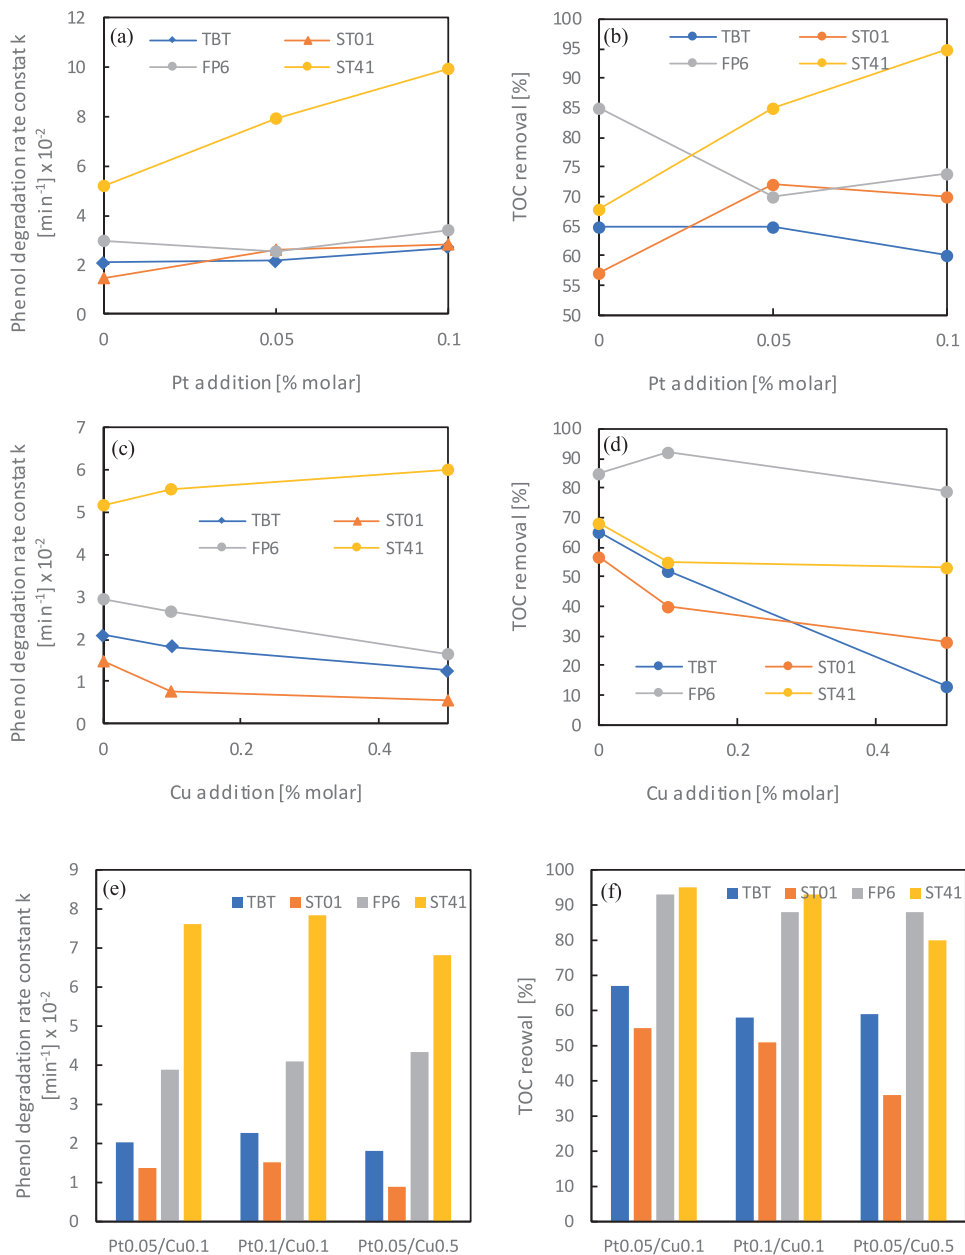 Phenol degradation rate constat k
[min-1] x 10-2
12
10
8
6
4
2
0
(a)
TBT
ST01
FP6
ST41
0
0.05
0.1
Pt addition [% molar]
TOC removal [%]
95
90
85
80
75
70
65
60
55
50
(b)
TBT
ST01
FP6
ST41
0
0.05
0.1
Pt addition [% molar]
Phenol degradation rate constat k
[min-1] x 10-2
7
6
5
4
3
2
1
0
(c)
TBT
ST01
FP6
ST41
0
0.2
0.4
Cu addition [% molar]
TOC removal [%]
100
90
80
70
60
50
40
30
20
10
0
(d)
TBT
ST01
FP6
ST41
0
0.2
0.4
Cu addition [% molar]
Phenol degradation rate constant k
[min-1] x 10-2
9
8
7
6
5
4
3
2
1
0
(e)
TBT
ST01
FP6
ST41
Pt0.05/Cu0.1
Pt0.1/Cu0.1
Pt0.05/Cu0.5
TOC reowal [%]
100
90
80
70
60
50
40
30
20
10
0
(f)
TBT
ST01
FP6
ST41
Pt0.05/Cu0.1
Pt0.1/Cu0.1
Pt0.05/Cu0.5